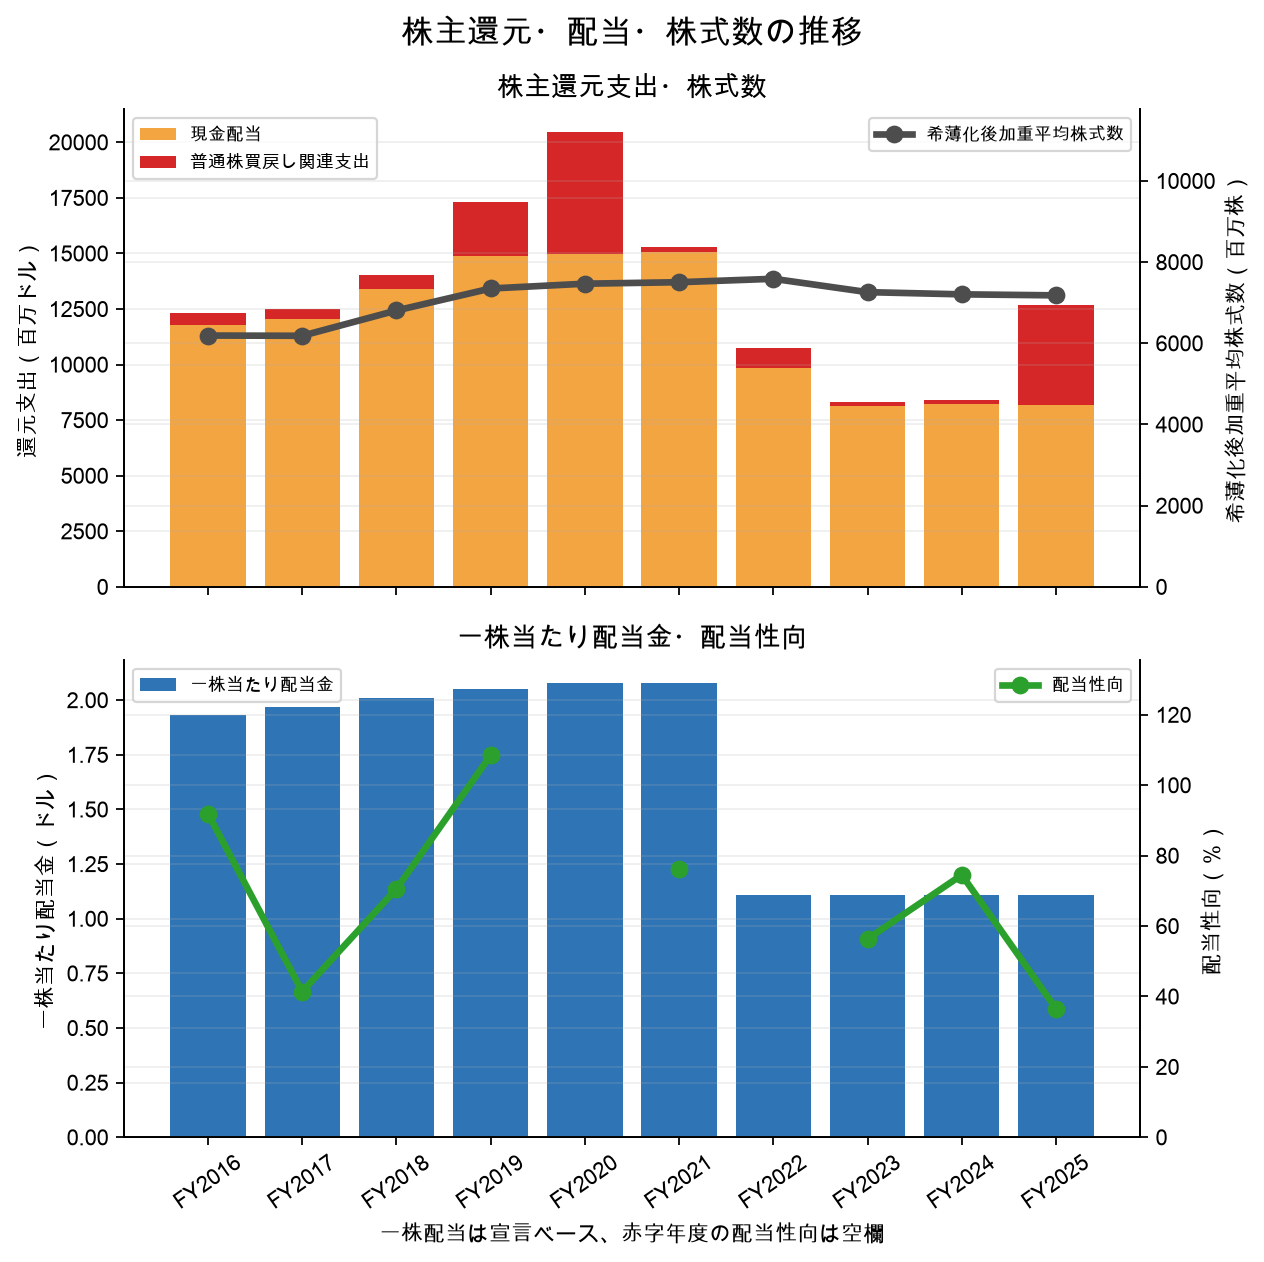 株主還元・配当・株式数の推移
株主還元支出・株式数
現金配当
普通株買戻し関連支出
希薄化後加重平均株式数
還元支出(百万ドル)
20000
17500
15000
12500
10000
7500
5000
2500
0
10000
8000
6000
4000
2000
0
希薄化後加重平均株式数(百万株)
一株当たり配当金・配当性向
一株当たり配当金
配当性向
一株当たり配当金(ドル)
2.00
1.75
1.50
1.25
1.00
0.75
0.50
0.25
0.00
120
100
80
60
40
20
0
配当性向(%)
FY2016
FY2017
FY2018
FY2019
FY2020
FY2021
FY2022
FY2023
FY2024
FY2025
一株配当は宣言ベース、赤字年度の配当性向は空欄